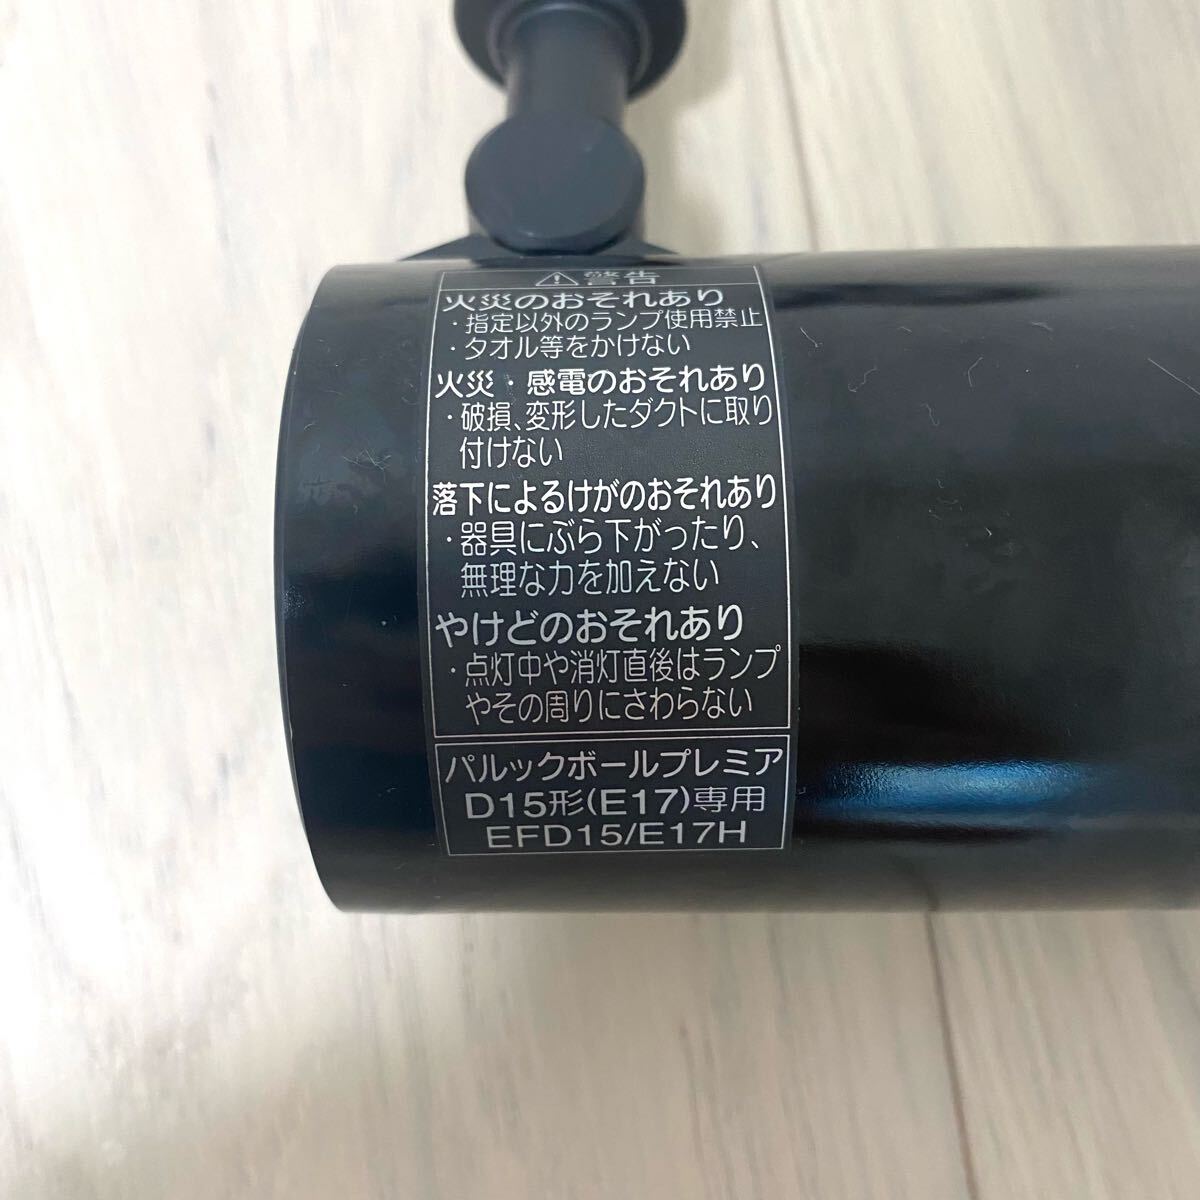 ⚠警告
火災のおそれあり
・指定以外のランプ使用禁止
・タオル等をかけない
火災・感電のおそれあり
・破損、変形したダクトに取り
付けない
落下によるけがのおそれあり
・器具にぶら下がったり、
無理な力を加えない
やけどのおそれあり
・点灯中や消灯直後はランプ
やその周りにさわらない
パルックボールプレミア
D15形(E17)専用
EFD15/E17H